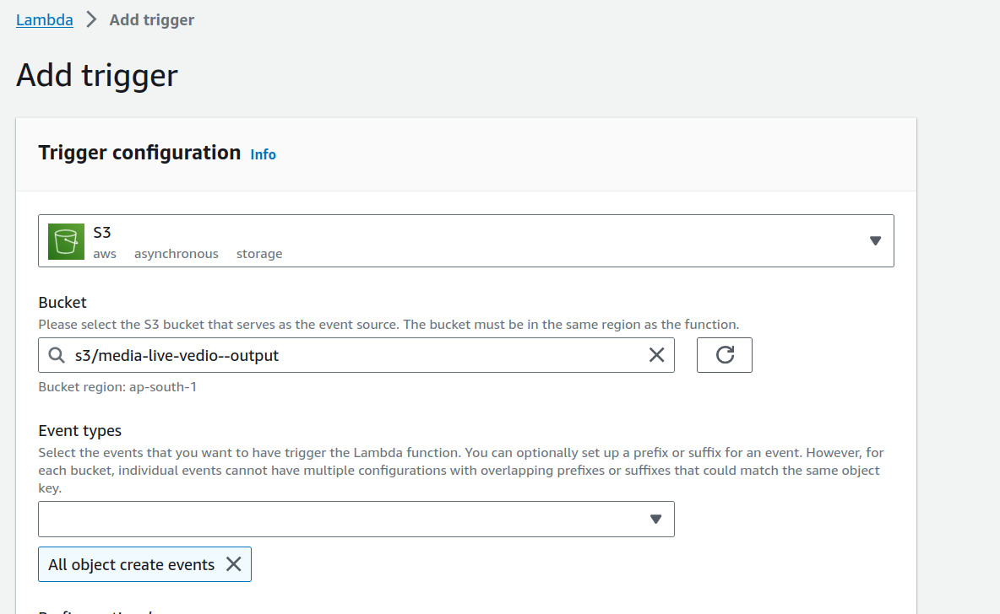 Lambda > Add trigger
Add trigger
Trigger configuration Info
S3
aws asynchronous storage
Bucket
Please select the S3 bucket that serves as the event source. The bucket must be in the same region as the function.
s3/media-live-vedio--output
Bucket region: ap-south-1
Event types
Select the events that you want to have trigger the Lambda function. You can optionally set up a prefix or suffix for an event. However, for
each bucket, individual events cannot have multiple configurations with overlapping prefixes or suffixes that could match the same object
key.
All object create events